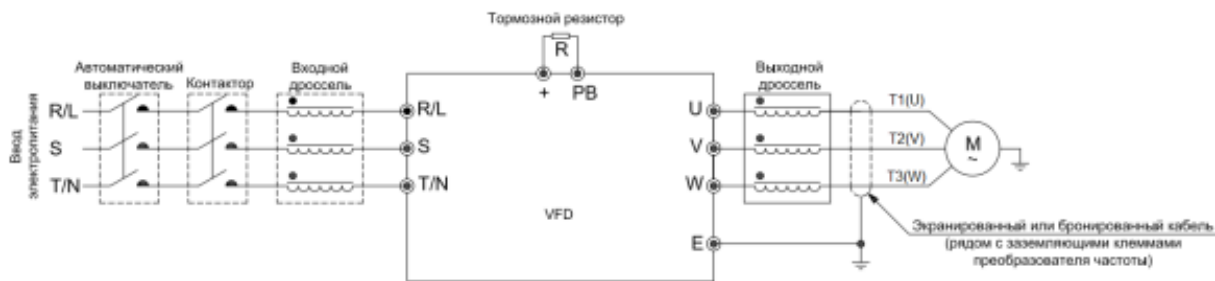 Тормозной резистор
R
+ PB
Автоматический
выключатель
Контактор
Входной
дроссель
Выходной
дроссель
Ввод
электропитания
R/L
S
T/N
R/L
S
T/N
VFD
U
V
W
E
T1(U)
T2(V)
T3(W)
M
~
Экранированный или бронированный кабель
(рядом с заземляющими клеммами
преобразователя частоты)